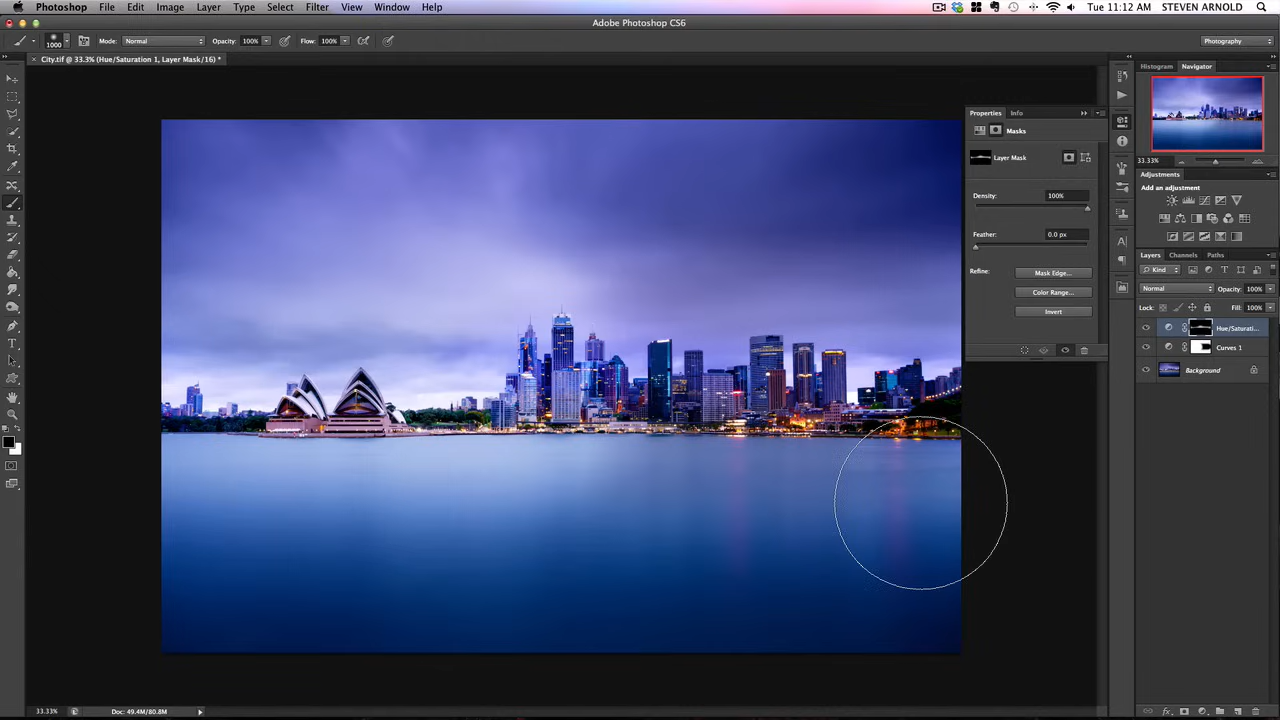 Photoshop File Edit Image Layer Type Select Filter View Window Help
Tue 11:12 AM STEVEN ARNOLD
Adobe Photoshop CS6
1000 Mode: Normal Opacity: 100% Flow: 100%
Photography
City.tif @ 33.3% (Hue/Saturation 1, Layer Mask/16) *
Histogram Navigator
33.33%
Properties Info
Masks
Layer Mask
Density: 100%
Feather: 0.0 px
Refine: Mask Edge...
Color Range...
Invert
Adjustments
Add an adjustment
Layers Channels Paths
Kind
Normal Opacity: 100%
Lock: Fill: 100%
Hue/Saturati...
Curves 1
Background
33.33% Doc: 49.4M/80.8M